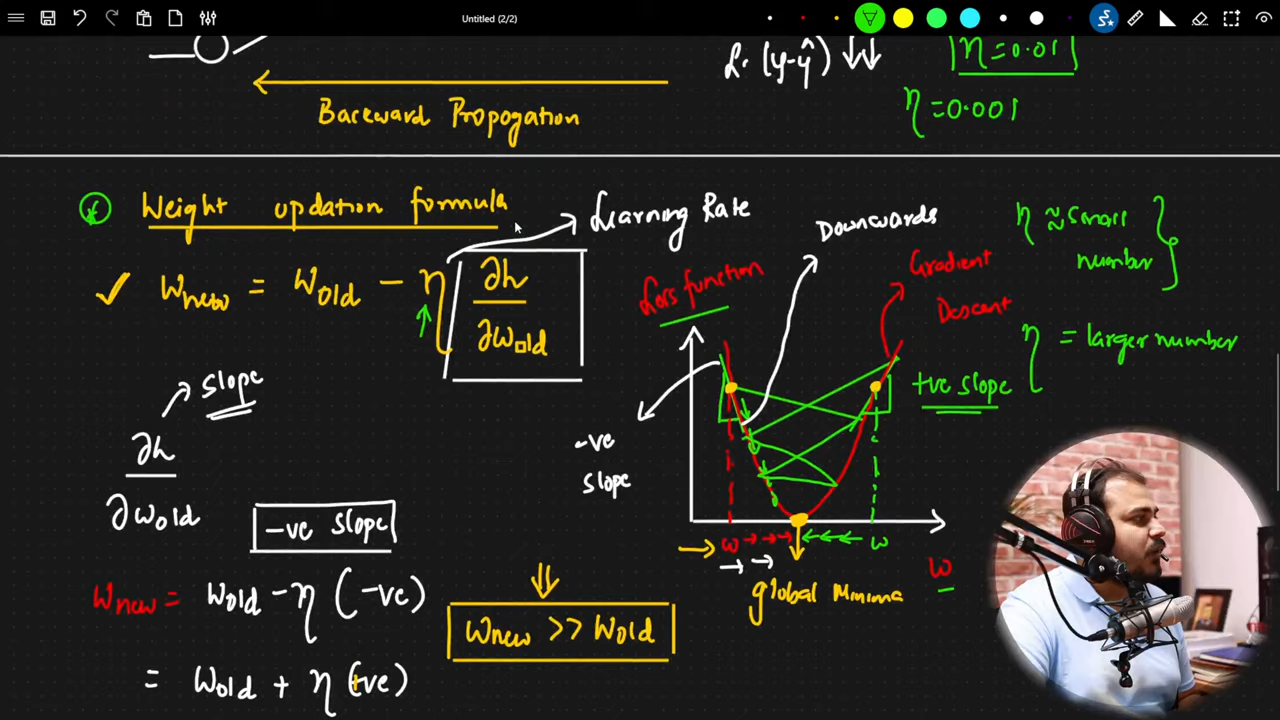 Untitled (2/2)
L: (y-ŷ) ↓↓
η = 0.01
η = 0.001
Backward Propogation
Weight updation formula
Learning Rate
✓ Wnew = Wold - η ∂h / ∂Wold
Loss function
Downwards
Gradient
Descent
η ≈ small
number
η = larger number
+ve slope
-ve
slope
slope
∂h / ∂Wold
-ve slope
w
w
w
global Minima
Wnew = Wold - η (-ve)
= Wold + η (+ve)
Wnew >> Wold